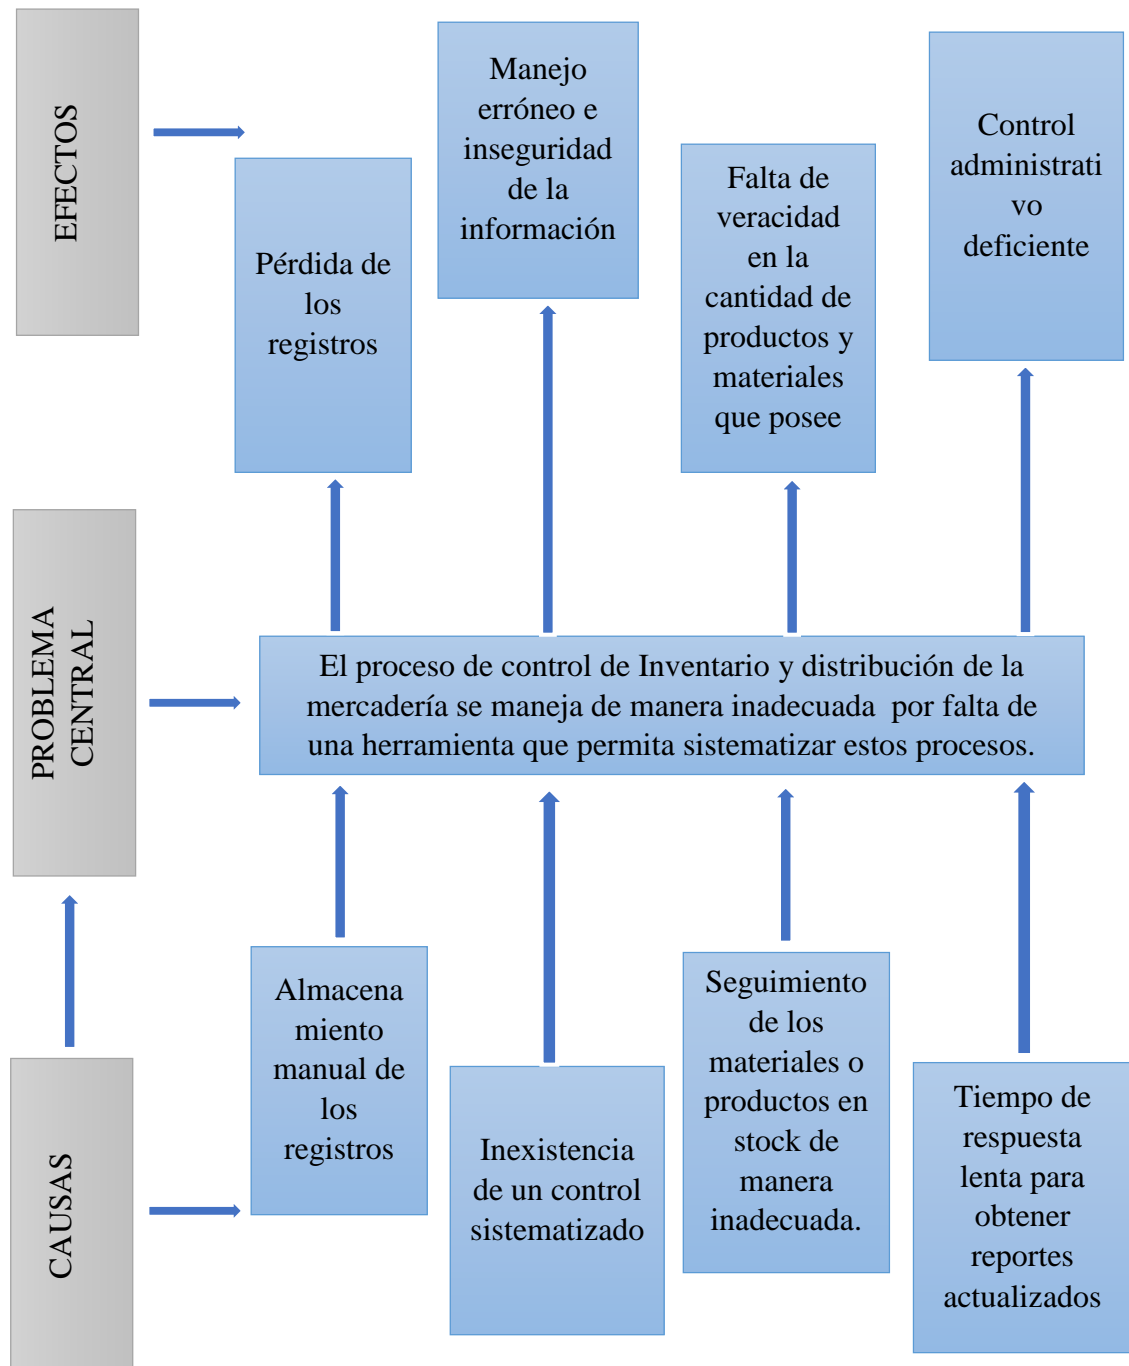 EFECTOS
Pérdida de
los
registros
Manejo
erróneo e
inseguridad
de la
información
Falta de
veracidad
en la
cantidad de
productos y
materiales
que posee
Control
administrati
vo
deficiente
PROBLEMA
CENTRAL
El proceso de control de Inventario y distribución de la
mercadería se maneja de manera inadecuada  por falta de
una herramienta que permita sistematizar estos procesos.
CAUSAS
Almacena
miento
manual de
los
registros
Inexistencia
de un control
sistematizado
Seguimiento
de los
materiales o
productos en
stock de
manera
inadecuada.
Tiempo de
respuesta
lenta para
obtener
reportes
actualizados